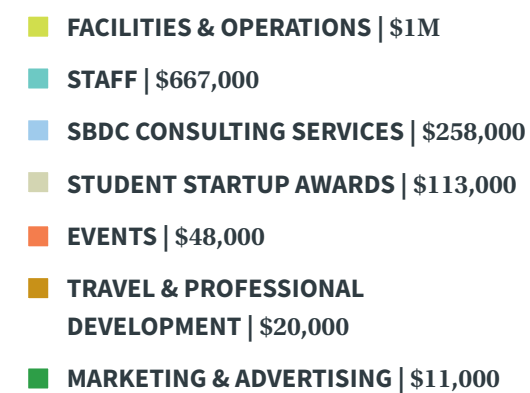 FACILITIES & OPERATIONS | $1M
STAFF | $667,000
SBDC CONSULTING SERVICES | $258,000
STUDENT STARTUP AWARDS | $113,000
EVENTS | $48,000
TRAVEL & PROFESSIONAL
DEVELOPMENT | $20,000
MARKETING & ADVERTISING | $11,000